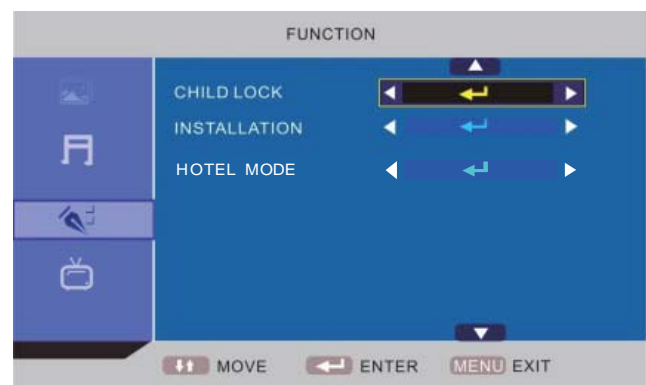 FUNCTION
CHILD LOCK
INSTALLATION
HOTEL MODE
MOVE ENTER MENU EXIT